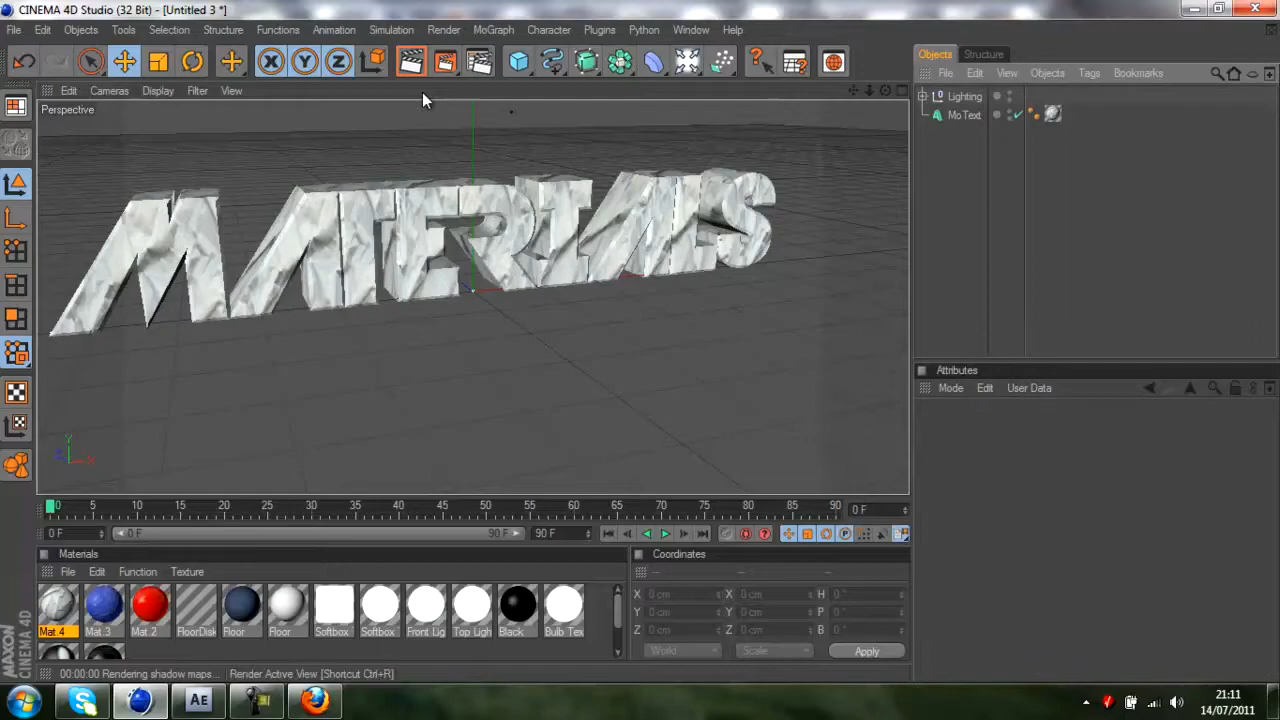 CINEMA 4D Studio (32 Bit) - [Untitled 3 *]
File Edit Objects Tools Selection Structure Functions Animation Simulation Render MoGraph Character Plugins Python Window Help
X Y Z
Objects Structure
File Edit View Objects Tags Bookmarks
Edit Cameras Display Filter View
Perspective
Lighting
MoText
MATERIALS
Attributes
Mode Edit User Data
Y
X
0 5 10 15 20 25 30 35 40 45 50 55 60 65 70 75 80 85 90
0 F
0 F 0 F 90 F 90 F
Materials
Coordinates
File Edit Function Texture
X 0 cm X 0 cm H 0 °
Y 0 cm Y 0 cm P 0 °
Z 0 cm Z 0 cm B 0 °
Mat.4 Mat.3 Mat.2 FloorDisk Floor Floor Softbox Softbox Front Lig Top Ligh Black Bulb Tex
World Scale Apply
MAXON
CINEMA 4D
00:00:00 Rendering shadow maps... Render Active View [Shortcut Ctrl+R]
AE
21:11
14/07/2011